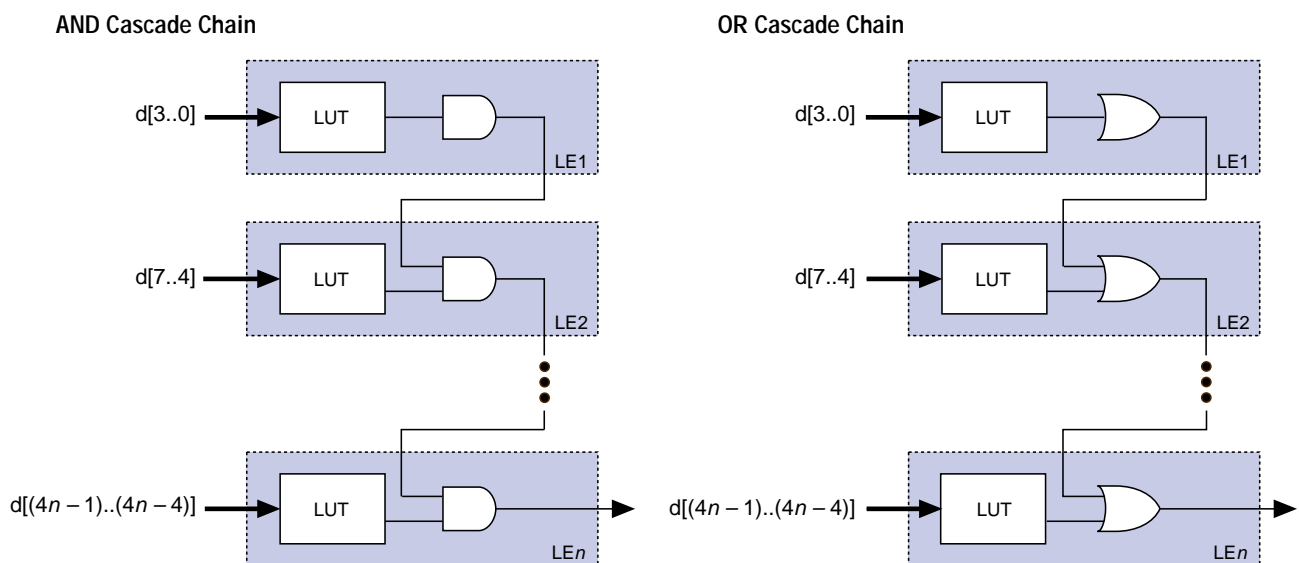 AND Cascade Chain
d[3..0]
LUT
LE1
d[7..4]
LUT
LE2
d[(4n – 1)..(4n – 4)]
LUT
LEn
OR Cascade Chain
d[3..0]
LUT
LE1
d[7..4]
LUT
LE2
d[(4n – 1)..(4n – 4)]
LUT
LEn